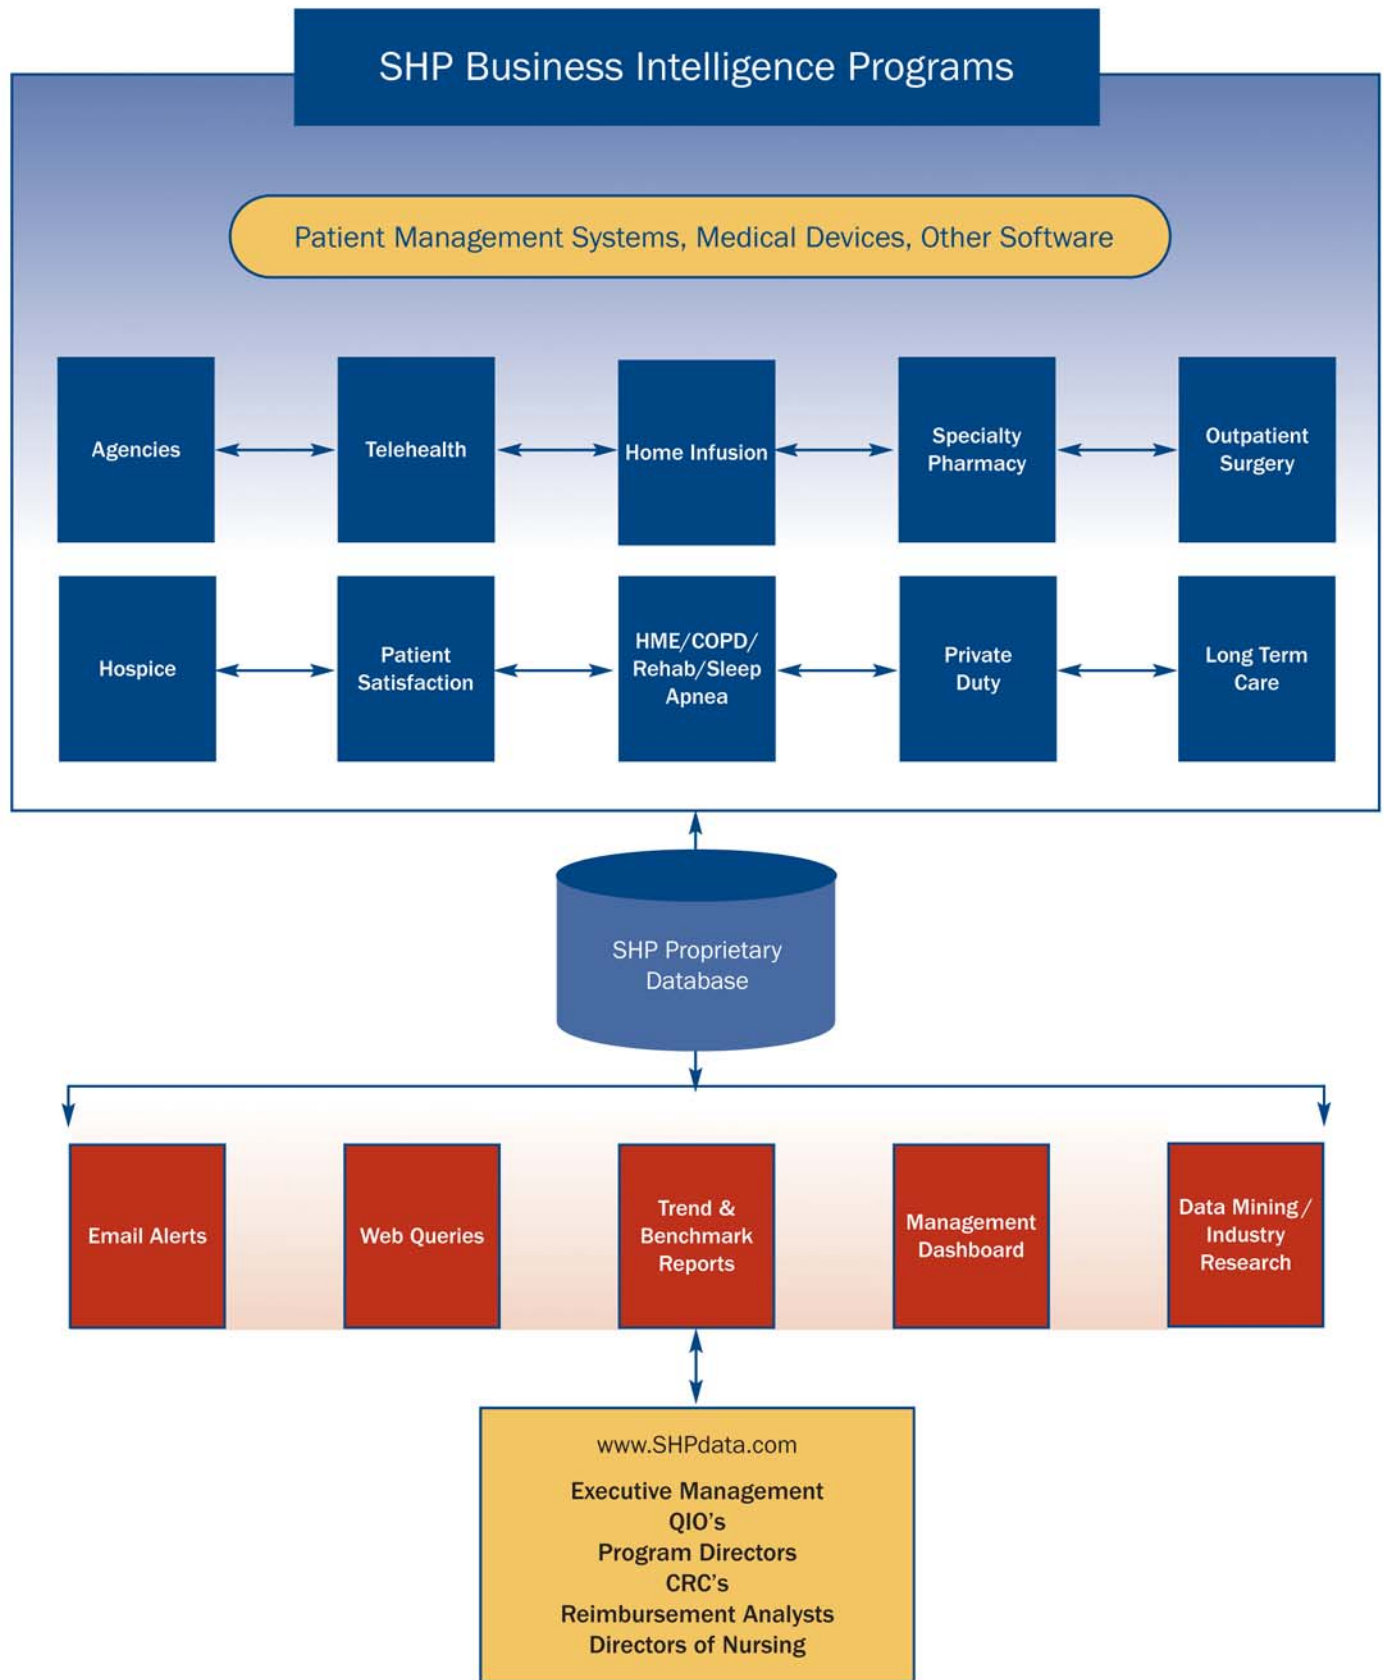 SHP Business Intelligence Programs
Patient Management Systems, Medical Devices, Other Software
Agencies
Telehealth
Home Infusion
Specialty
Pharmacy
Outpatient
Surgery
Hospice
Patient
Satisfaction
HME/COPD/
Rehab/Sleep
Apnea
Private
Duty
Long Term
Care
SHP Proprietary
Database
Email Alerts
Web Queries
Trend &
Benchmark
Reports
Management
Dashboard
Data Mining/
Industry
Research
www.SHPdata.com
Executive Management
QIO's
Program Directors
CRC's
Reimbursement Analysts
Directors of Nursing